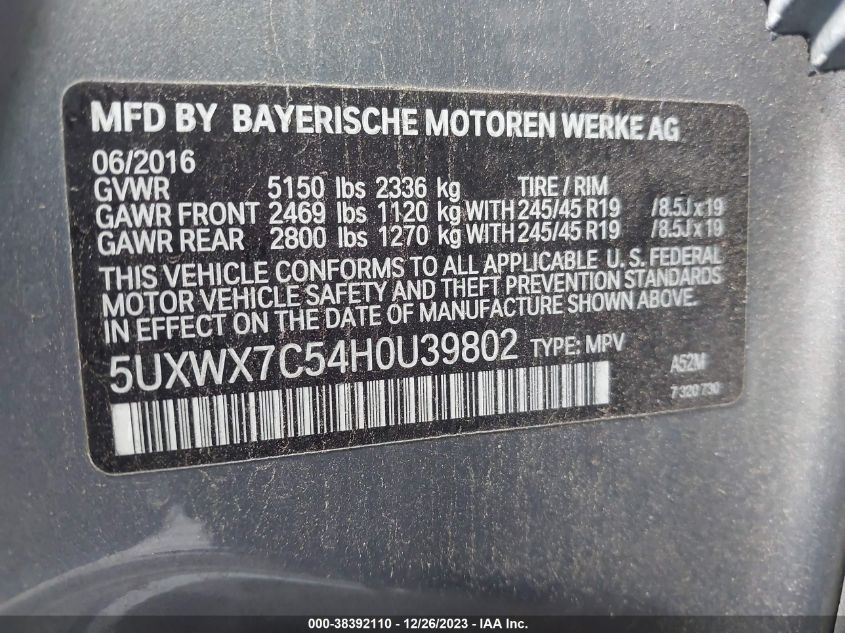 MFD BY BAYERISCHE MOTOREN WERKE AG
06/2016
GVWR 5150 lbs 2336 kg TIRE / RIM
GAWR FRONT 2469 lbs 1120 kg WITH 245/45 R19 /8.5J x 19
GAWR REAR 2800 lbs 1270 kg WITH 245/45 R19 /8.5J x 19
THIS VEHICLE CONFORMS TO ALL APPLICABLE U. S. FEDERAL
MOTOR VEHICLE SAFETY AND THEFT PREVENTION STANDARDS
IN EFFECT ON THE DATE OF MANUFACTURE SHOWN ABOVE.
5UXWX7C54H0U39802 TYPE: MPV A52M
7 320 730
000-38392110 - 12/26/2023 - IAA Inc.